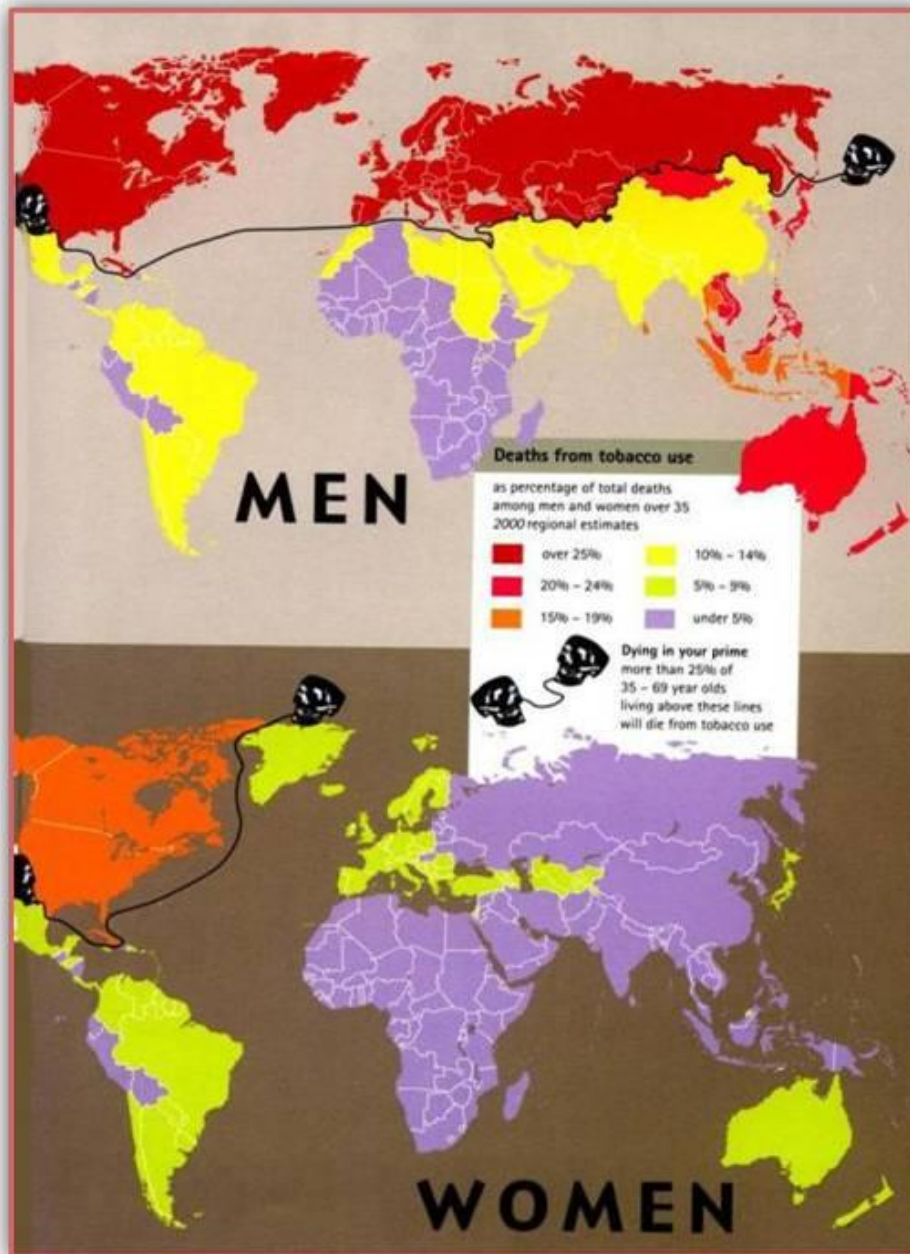 MEN
Deaths from tobacco use
as percentage of total deaths
among men and women over 35
2000 regional estimates
over 25%
10% – 14%
20% – 24%
5% – 9%
15% – 19%
under 5%
Dying in your prime
more than 25% of
35 – 69 year olds
living above these lines
will die from tobacco use
WOMEN